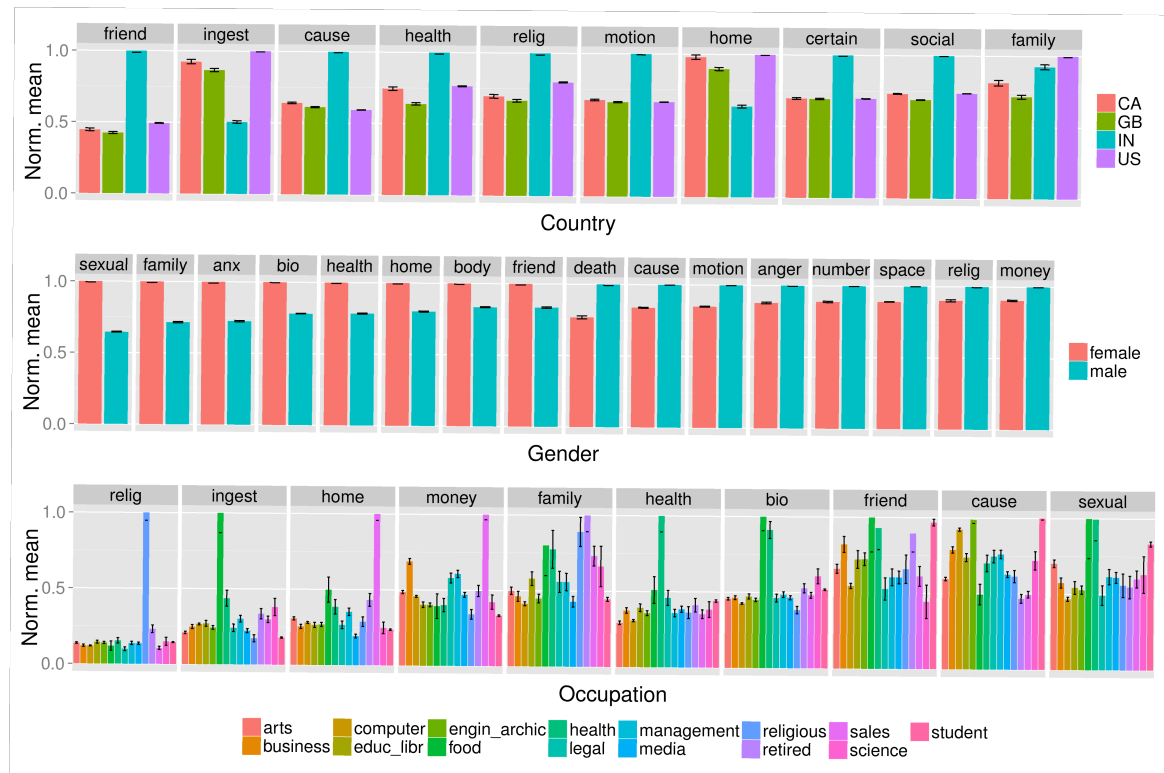 friend ingest cause health relig motion home certain social family
1.0
0.5
0.0
Norm. mean
CA
GB
IN
US
Country
sexual family anx bio health home body friend death cause motion anger number space relig money
1.0
0.5
0.0
Norm. mean
female
male
Gender
relig ingest home money family health bio friend cause sexual
1.0
0.5
0.0
Norm. mean
Occupation
arts computer engin_archic health management religious sales student
business educ_libr food legal media retired science